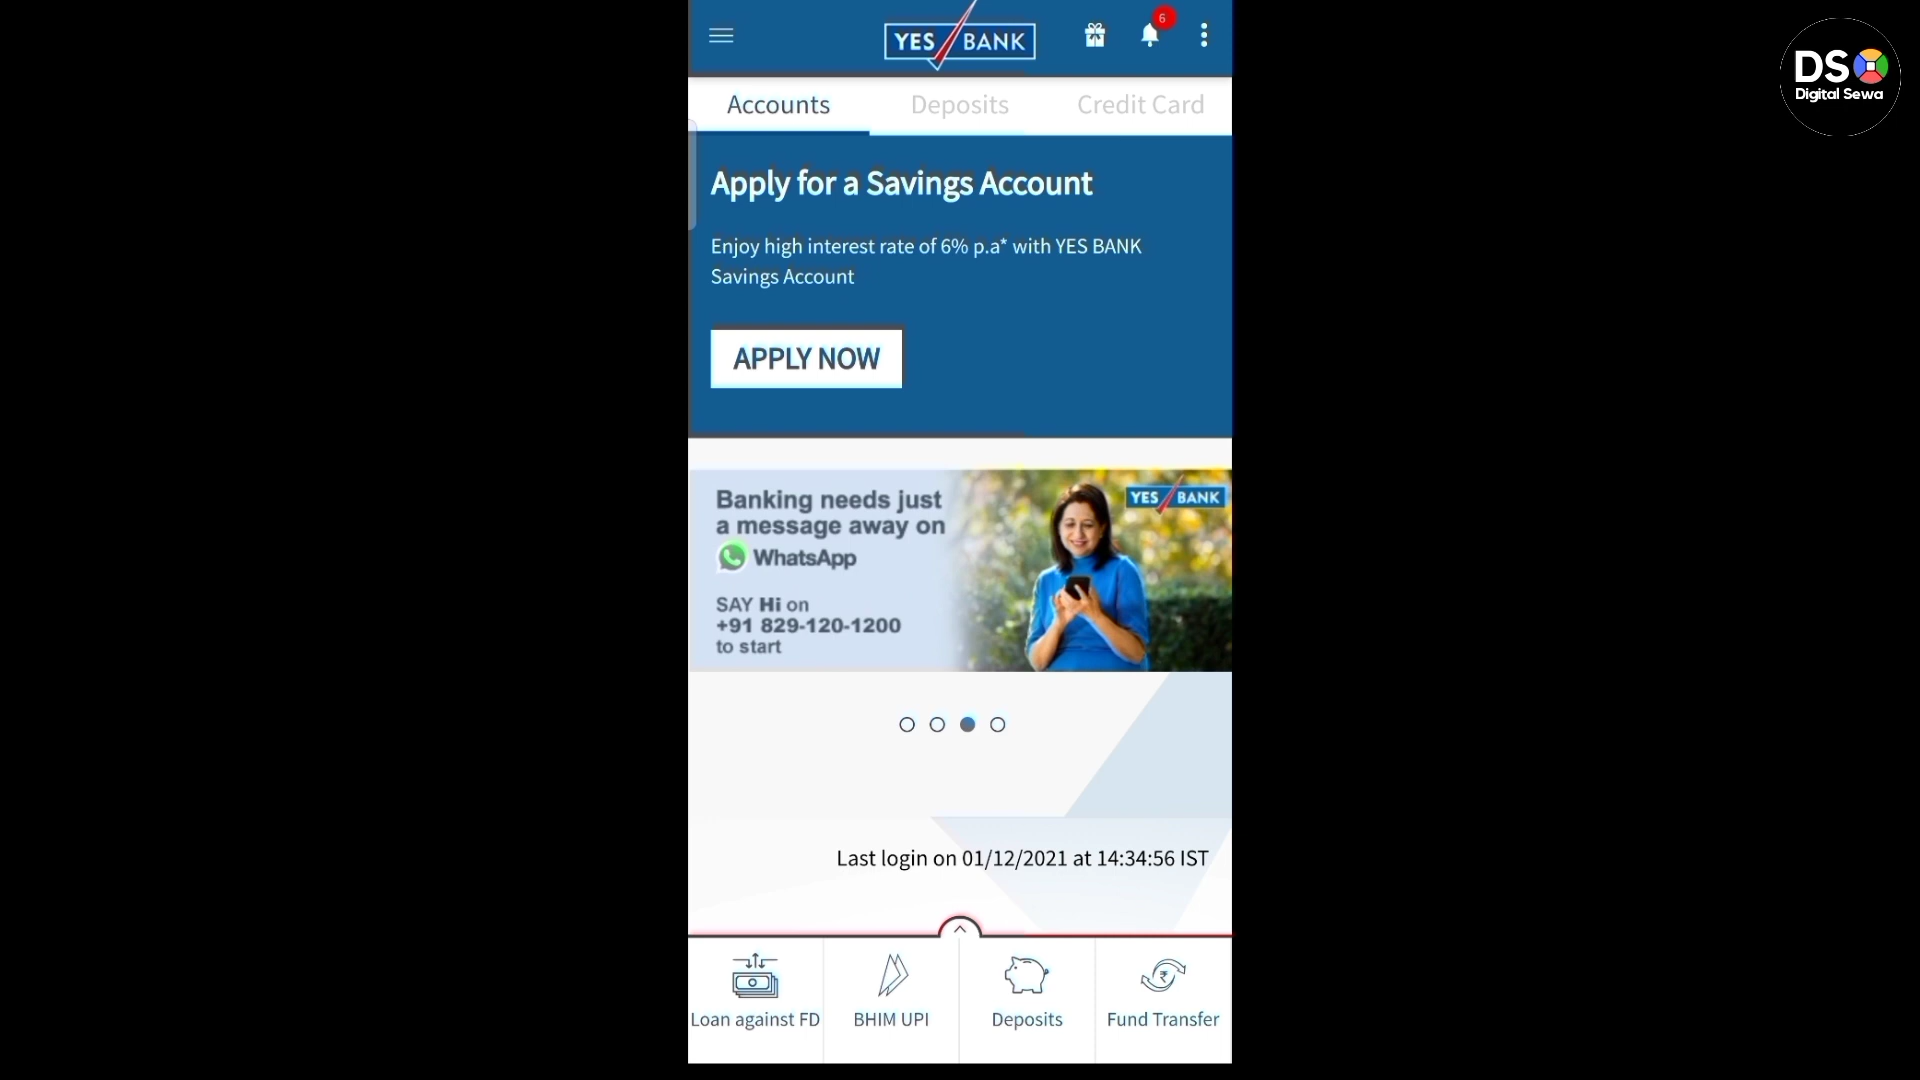 YES BANK
6
DS
Digital Sewa
Accounts
Deposits
Credit Card
Apply for a Savings Account
Enjoy high interest rate of 6% p.a* with YES BANK
Savings Account
APPLY NOW
Banking needs just
a message away on
WhatsApp
SAY Hi on
+91 829-120-1200
to start
YES BANK
Last login on 01/12/2021 at 14:34:56 IST
Loan against FD
BHIM UPI
Deposits
Fund Transfer